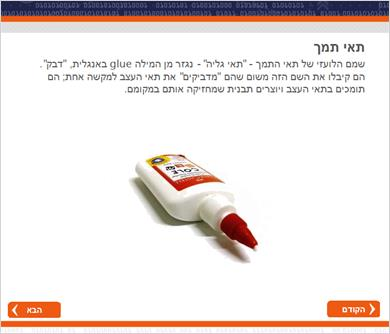 תאי תמך
שמם הלועזי של תאי התמך - "תאי גליה" - נגזר מן המילה glue באנגלית, "דבק".
הם קיבלו את השם הזה משום שהם "מדביקים" את תאי העצב למקשה אחת; הם
תומכים בתאי העצב ויוצרים תבנית שמחזיקה אותם במקומם.
הקודם
הבא